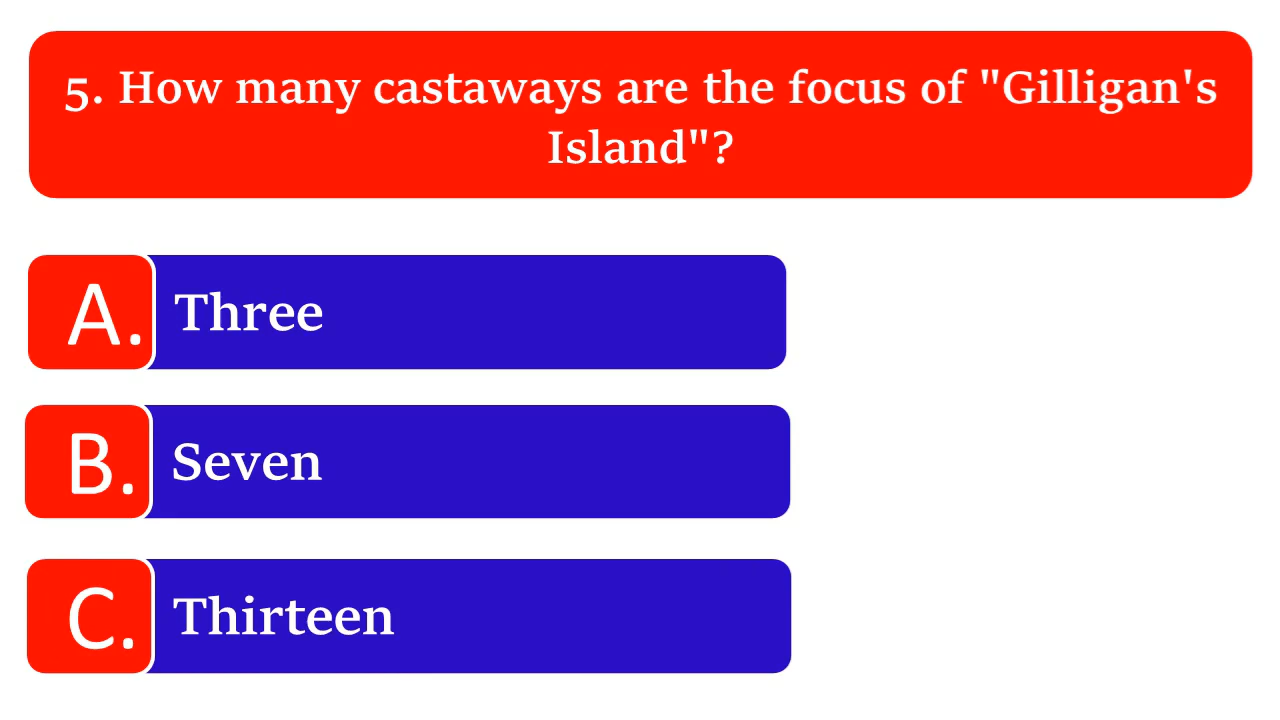 5. How many castaways are the focus of "Gilligan's
Island"?
A. Three
B. Seven
C. Thirteen